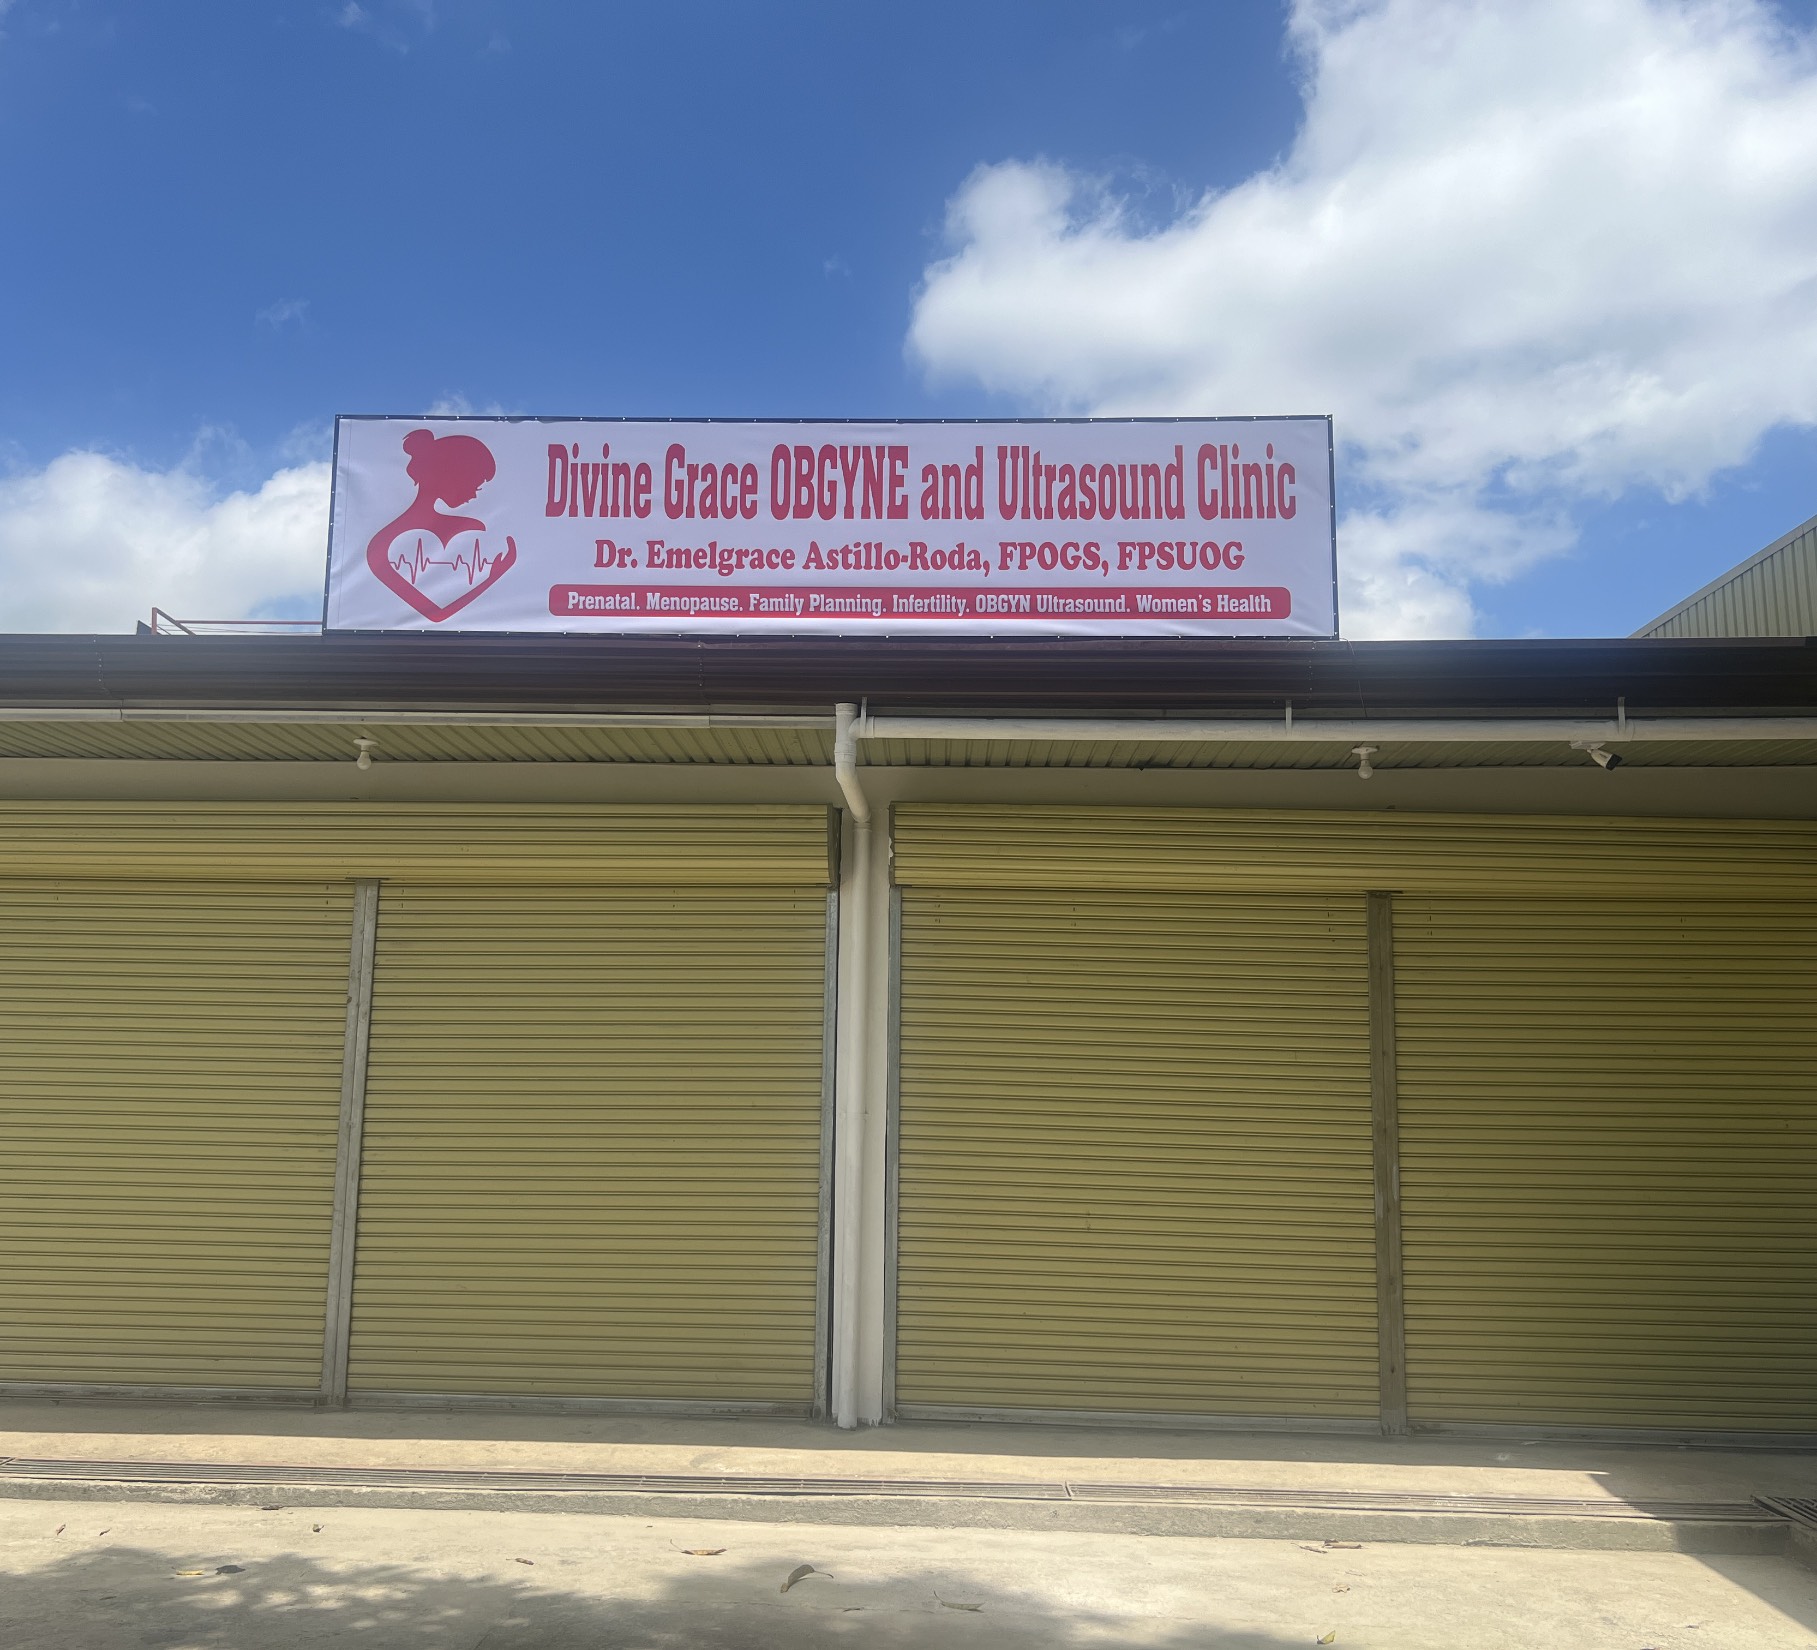 Divine Grace OBGYNE and Ultrasound Clinic
Dr. Emelgrace Astillo-Roda, FPOGS, FPSUOG
Prenatal. Menopause. Family Planning. Infertility. OBGYN Ultrasound. Women's Health